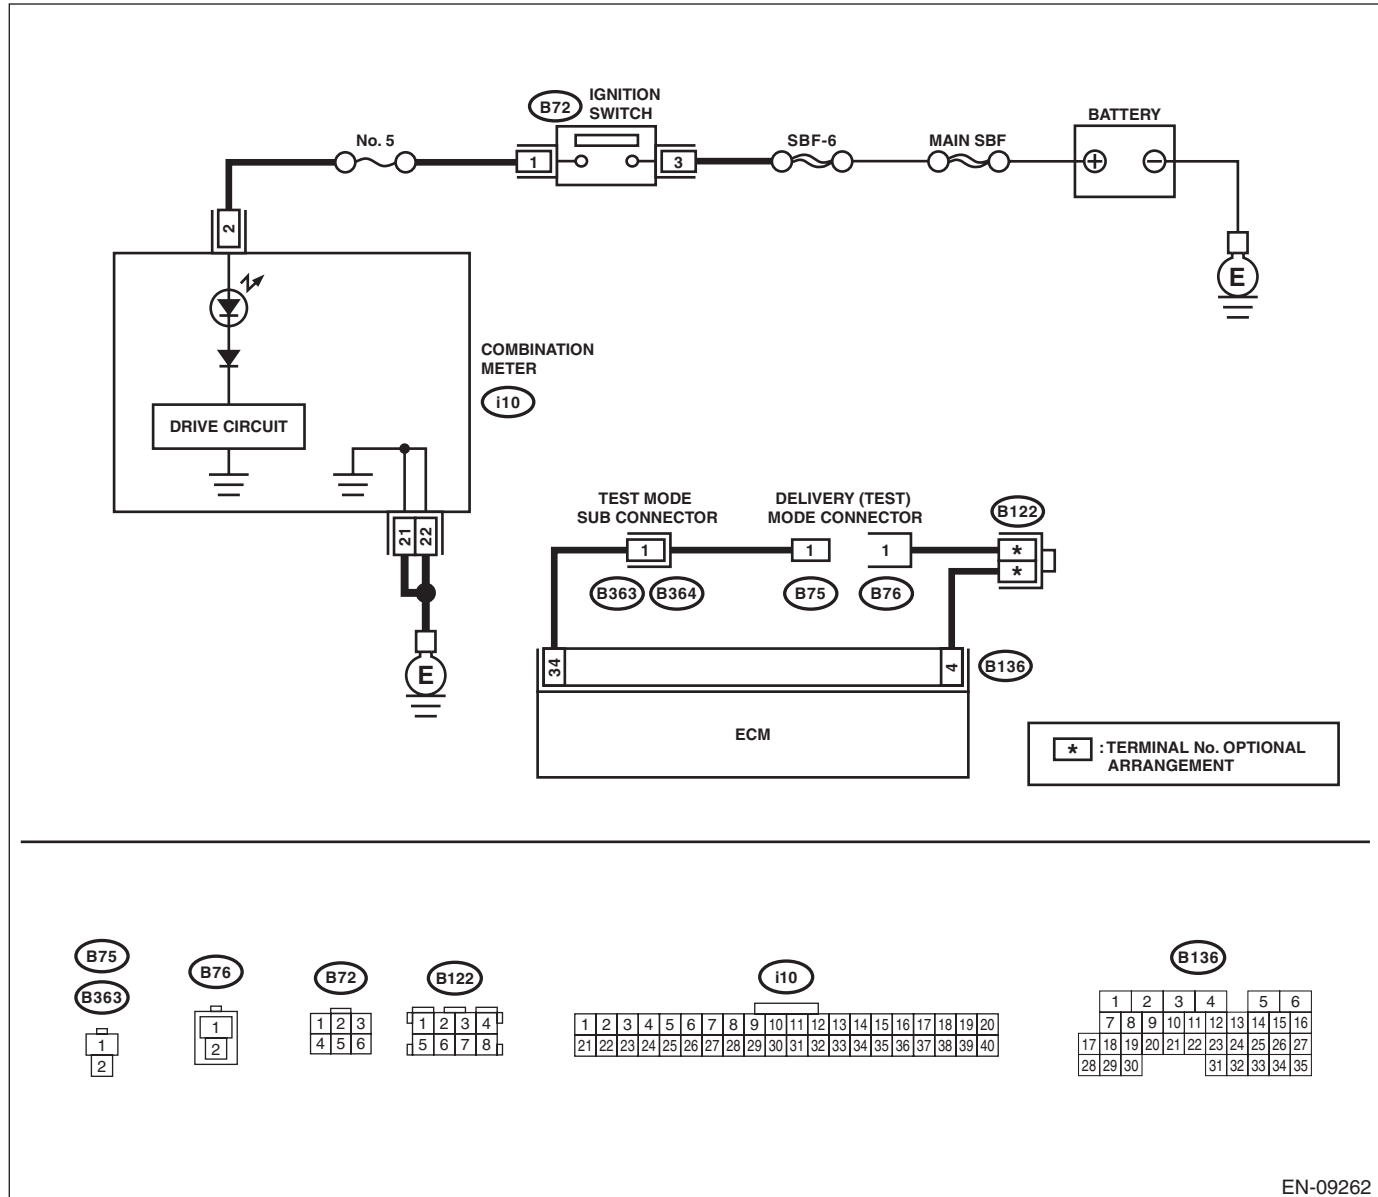 B72
IGNITION
SWITCH
No. 5
1
3
SBF-6
MAIN SBF
BATTERY
+
−
E
2
COMBINATION
METER
i10
DRIVE CIRCUIT
21
22
E
TEST MODE
SUB CONNECTOR
DELIVERY (TEST)
MODE CONNECTOR
B122
1
1
1
*
*
B363
B364
B75
B76
34
4
B136
ECM
* : TERMINAL No. OPTIONAL
ARRANGEMENT
B75
B363
1
2
B76
1
2
B72
1 2 3
4 5 6
B122
1 2 3 4
5 6 7 8
i10
1 2 3 4 5 6 7 8 9 10 11 12 13 14 15 16 17 18 19 20
21 22 23 24 25 26 27 28 29 30 31 32 33 34 35 36 37 38 39 40
B136
1 2 3 4 5 6
7 8 9 10 11 12 13 14 15 16
17 18 19 20 21 22 23 24 25 26 27
28 29 30 31 32 33 34 35
EN-09262